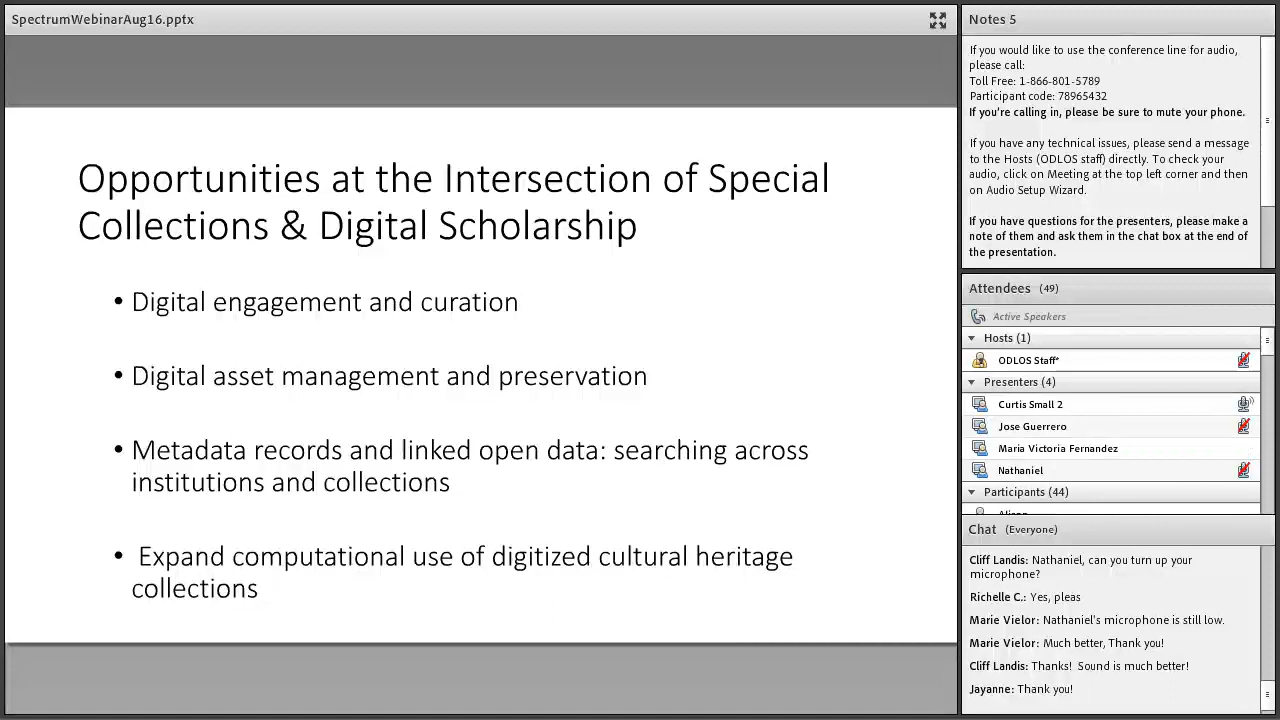 SpectrumWebinarAug16.pptx
Opportunities at the Intersection of Special
Collections & Digital Scholarship
• Digital engagement and curation
• Digital asset management and preservation
• Metadata records and linked open data: searching across
institutions and collections
• Expand computational use of digitized cultural heritage
collections
Notes 5
If you would like to use the conference line for audio,
please call:
Toll Free: 1-866-801-5789
Participant code: 78965432
If you're calling in, please be sure to mute your phone.
If you have any technical issues, please send a message
to the Hosts (ODLOS staff) directly. To check your
audio, click on Meeting at the top left corner and then
on Audio Setup Wizard.
If you have questions for the presenters, please make a
note of them and ask them in the chat box at the end of
the presentation.
Attendees (49)
Active Speakers
Hosts (1)
ODLOS Staff*
Presenters (4)
Curtis Small 2
Jose Guerrero
Maria Victoria Fernandez
Nathaniel
Participants (44)
Chat (Everyone)
Cliff Landis: Nathaniel, can you turn up your
microphone?
Richelle C.: Yes, pleas
Marie Vielor: Nathaniel's microphone is still low.
Marie Vielor: Much better, Thank you!
Cliff Landis: Thanks! Sound is much better!
Jayanne: Thank you!